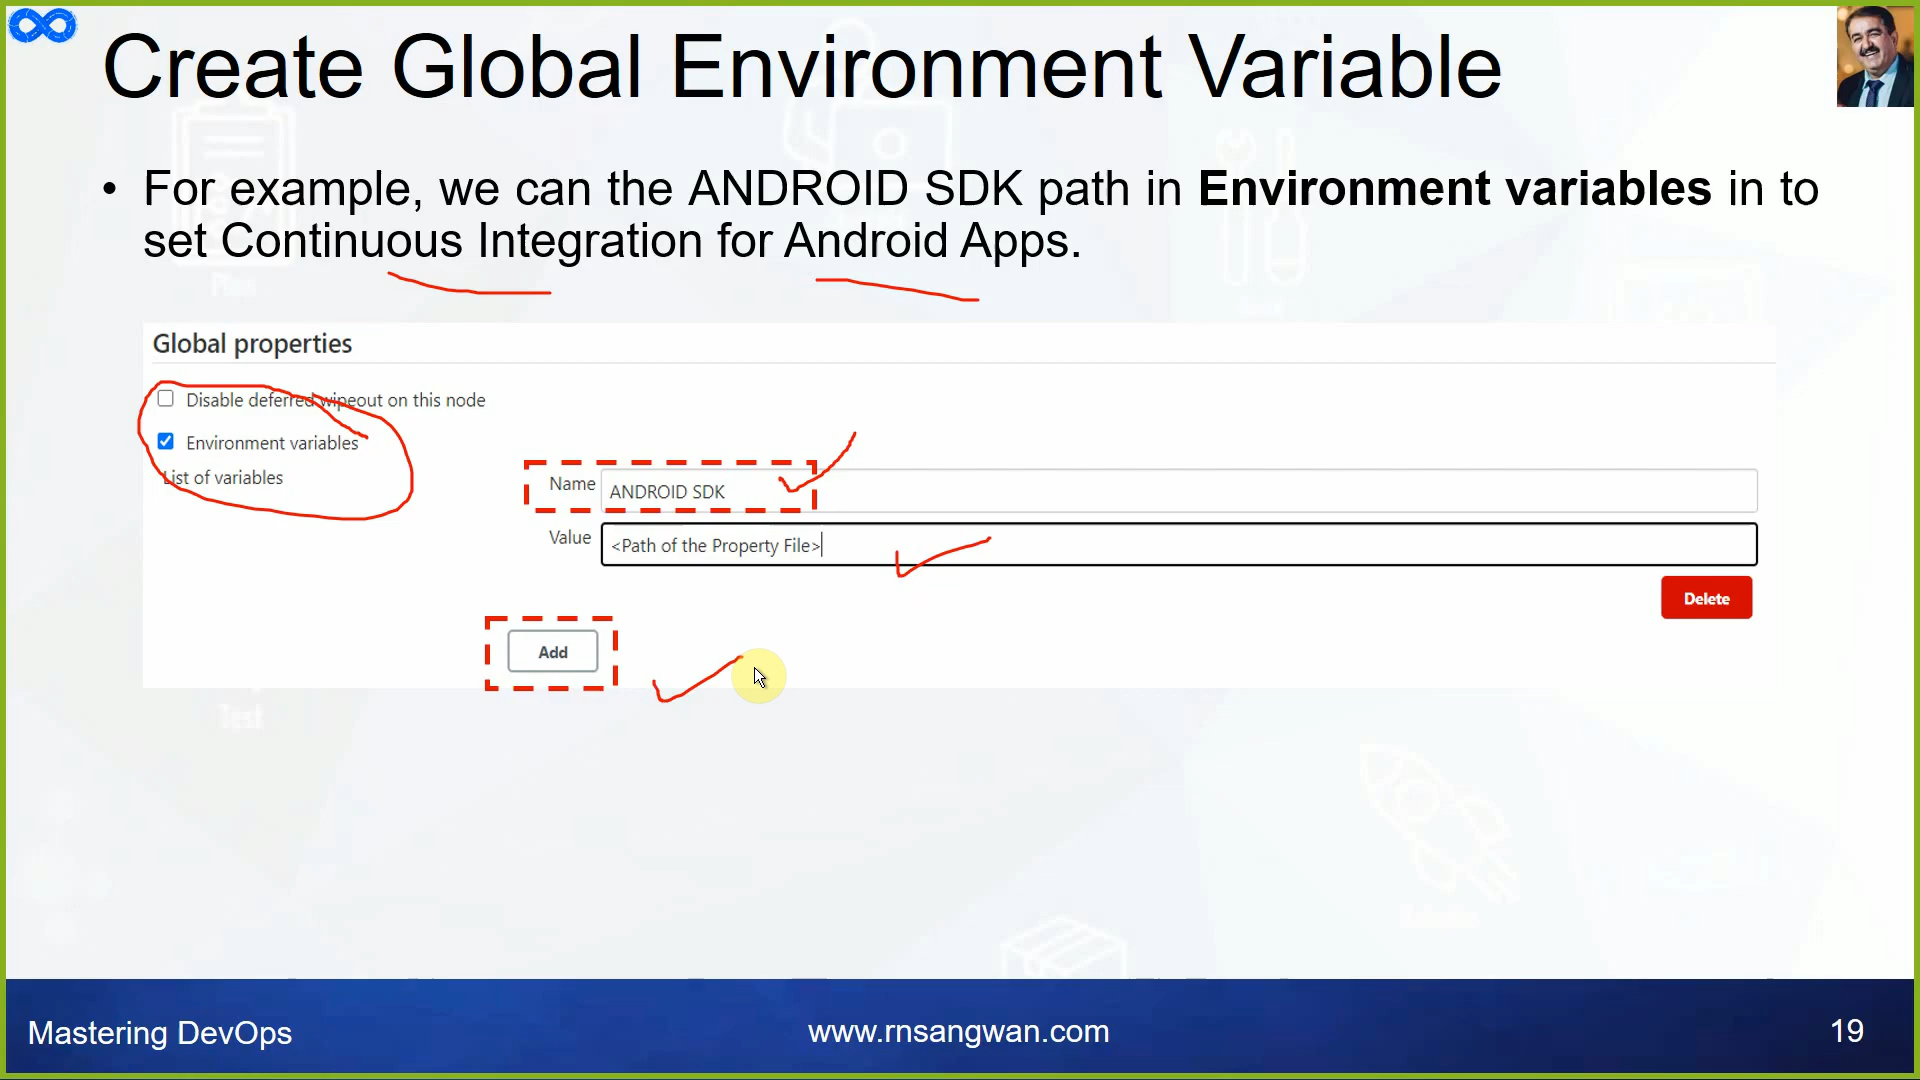 Create Global Environment Variable
• For example, we can the ANDROID SDK path in Environment variables in to
set Continuous Integration for Android Apps.
Global properties
Disable deferred wipeout on this node
Environment variables
List of variables
Name ANDROID SDK
Value <Path of the Property File>
Delete
Add
Plan
Test
Mastering DevOps www.rnsangwan.com 19